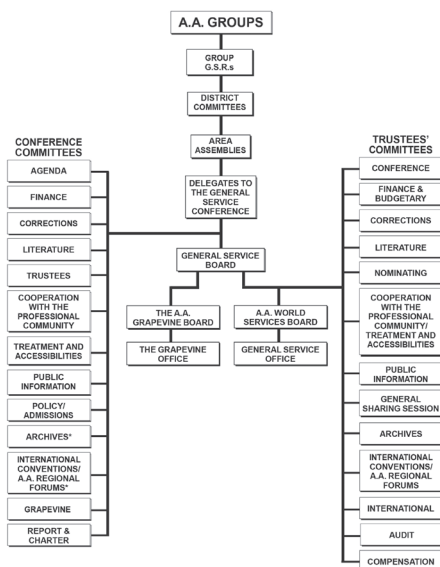 A.A. GROUPS
GROUP
G.S.R.s
DISTRICT
COMMITTEES
AREA
ASSEMBLIES
DELEGATES TO
THE GENERAL
SERVICE
CONFERENCE
GENERAL SERVICE
BOARD
THE A.A.
GRAPEVINE BOARD
THE GRAPEVINE
OFFICE
A.A. WORLD
SERVICES BOARD
GENERAL SERVICE
OFFICE
CONFERENCE
COMMITTEES
AGENDA
FINANCE
CORRECTIONS
LITERATURE
TRUSTEES
COOPERATION
WITH THE
PROFESSIONAL
COMMUNITY
TREATMENT AND
ACCESSIBILITIES
PUBLIC
INFORMATION
POLICY/
ADMISSIONS
ARCHIVES*
INTERNATIONAL
CONVENTIONS/
A.A. REGIONAL
FORUMS*
GRAPEVINE
REPORT &
CHARTER
TRUSTEES'
COMMITTEES
CONFERENCE
FINANCE &
BUDGETARY
CORRECTIONS
LITERATURE
NOMINATING
COOPERATION
WITH THE
PROFESSIONAL
COMMUNITY/
TREATMENT AND
ACCESSIBILITIES
PUBLIC
INFORMATION
GENERAL
SHARING SESSION
ARCHIVES
INTERNATIONAL
CONVENTIONS/
A.A. REGIONAL
FORUMS
INTERNATIONAL
AUDIT
COMPENSATION